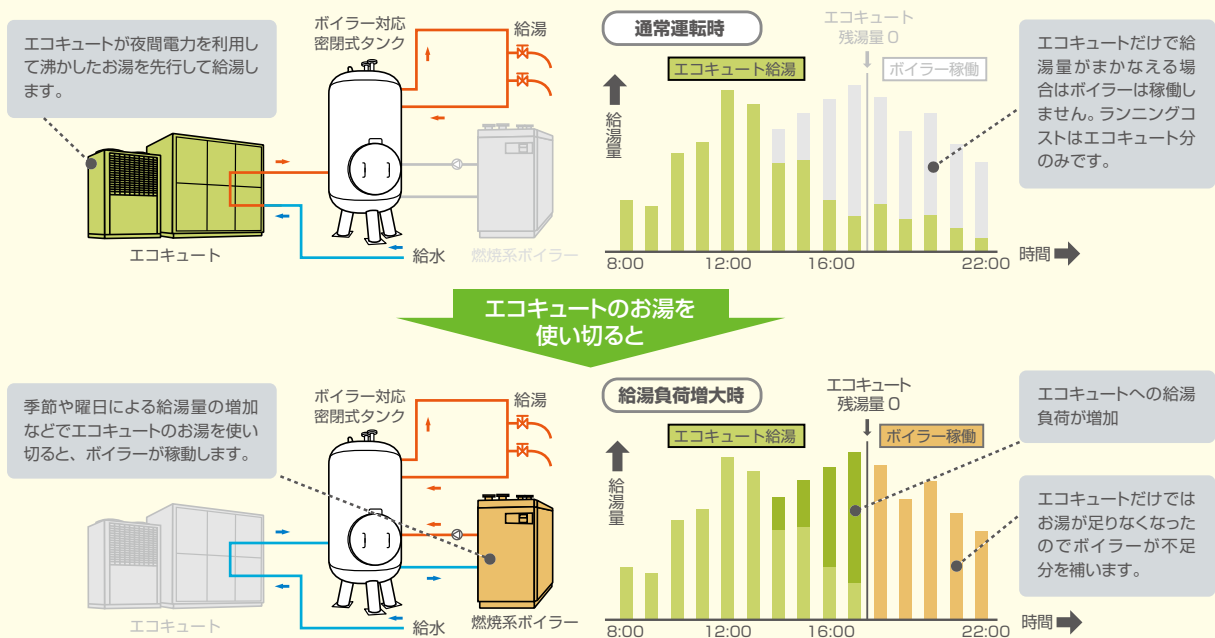 エコキュートが夜間電力を利用し
て沸かしたお湯を先行して給湯し
ます。
ボイラー対応
密閉式タンク
給湯
エコキュート
給水
燃焼系ボイラー
通常運転時
エコキュート
残湯量 0
エコキュート給湯
ボイラー稼働
給湯量
8:00
12:00
16:00
22:00
時間
エコキュートだけで給
湯量がまかなえる場
合はボイラーは稼働し
ません。ランニングコ
ストはエコキュート分
のみです。
エコキュートのお湯を
使い切ると
季節や曜日による給湯量の増加
などでエコキュートのお湯を使い
切ると、ボイラーが稼動します。
ボイラー対応
密閉式タンク
給湯
エコキュート
給水
燃焼系ボイラー
給湯負荷増大時
エコキュート
残湯量 0
エコキュート給湯
ボイラー稼働
給湯量
8:00
12:00
16:00
22:00
時間
エコキュートへの給湯
負荷が増加
エコキュートだけでは
お湯が足りなくなった
のでボイラーが不足
分を補います。